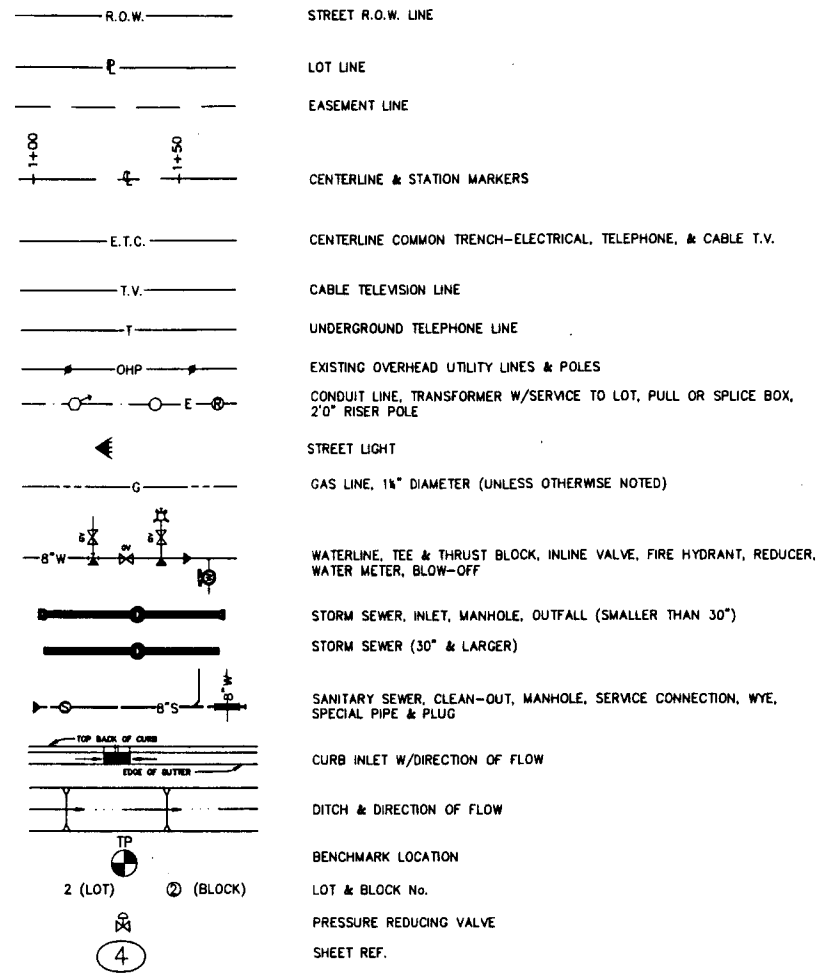 R.O.W. STREET R.O.W. LINE
PL LOT LINE
EASEMENT LINE
1+00 1+50
CL CENTERLINE & STATION MARKERS
E.T.C. CENTERLINE COMMON TRENCH-ELECTRICAL, TELEPHONE, & CABLE T.V.
T.V. CABLE TELEVISION LINE
T UNDERGROUND TELEPHONE LINE
OHP EXISTING OVERHEAD UTILITY LINES & POLES
E R CONDUIT LINE, TRANSFORMER W/SERVICE TO LOT, PULL OR SPLICE BOX,
2'0" RISER POLE
STREET LIGHT
G GAS LINE, 1¼" DIAMETER (UNLESS OTHERWISE NOTED)
GV GV GV
8"W WATERLINE, TEE & THRUST BLOCK, INLINE VALVE, FIRE HYDRANT, REDUCER,
WATER METER, BLOW-OFF
STORM SEWER, INLET, MANHOLE, OUTFALL (SMALLER THAN 30")
STORM SEWER (30" & LARGER)
8"W
8"S SANITARY SEWER, CLEAN-OUT, MANHOLE, SERVICE CONNECTION, WYE,
SPECIAL PIPE & PLUG
TOP BACK OF CURB
CURB INLET W/DIRECTION OF FLOW
EDGE OF GUTTER
DITCH & DIRECTION OF FLOW
TP
BENCHMARK LOCATION
2 (LOT) ② (BLOCK) LOT & BLOCK No.
PRESSURE REDUCING VALVE
4 SHEET REF.